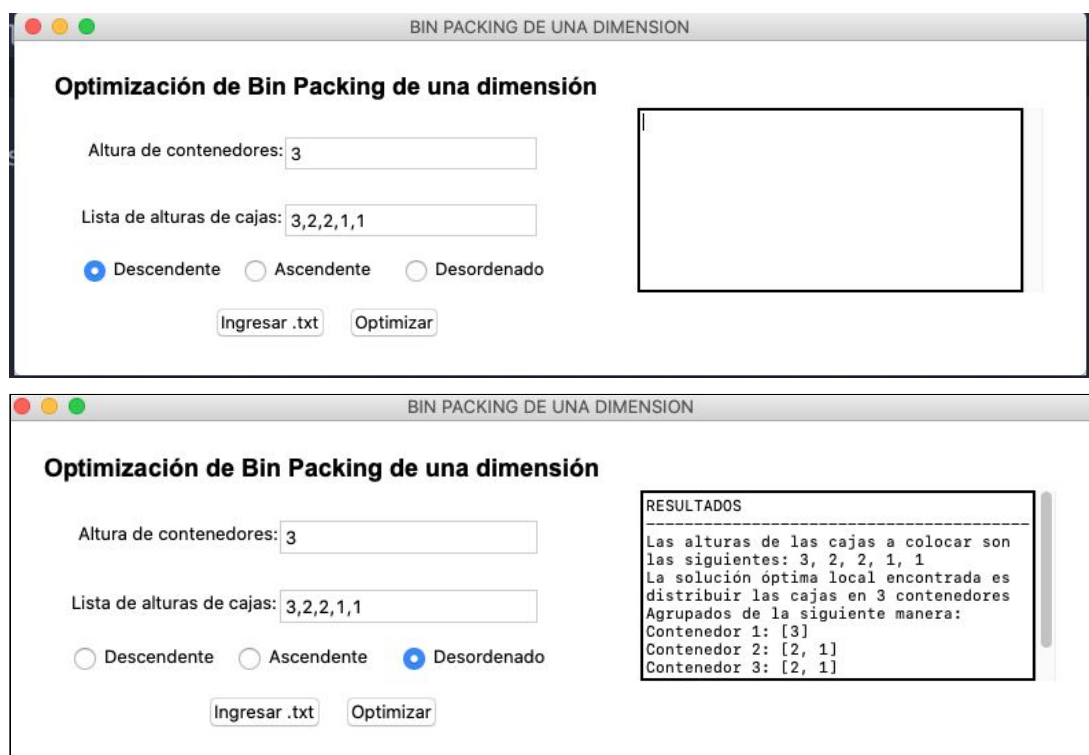 BIN PACKING DE UNA DIMENSION
Optimización de Bin Packing de una dimensión
Altura de contenedores: 3
Lista de alturas de cajas: 3,2,2,1,1
Descendente Ascendente Desordenado
Ingresar .txt Optimizar
BIN PACKING DE UNA DIMENSION
Optimización de Bin Packing de una dimensión
Altura de contenedores: 3
Lista de alturas de cajas: 3,2,2,1,1
Descendente Ascendente Desordenado
Ingresar .txt Optimizar
RESULTADOS
----------------------------------------
Las alturas de las cajas a colocar son
las siguientes: 3, 2, 2, 1, 1
La solución óptima local encontrada es
distribuir las cajas en 3 contenedores
Agrupados de la siguiente manera:
Contenedor 1: [3]
Contenedor 2: [2, 1]
Contenedor 3: [2, 1]